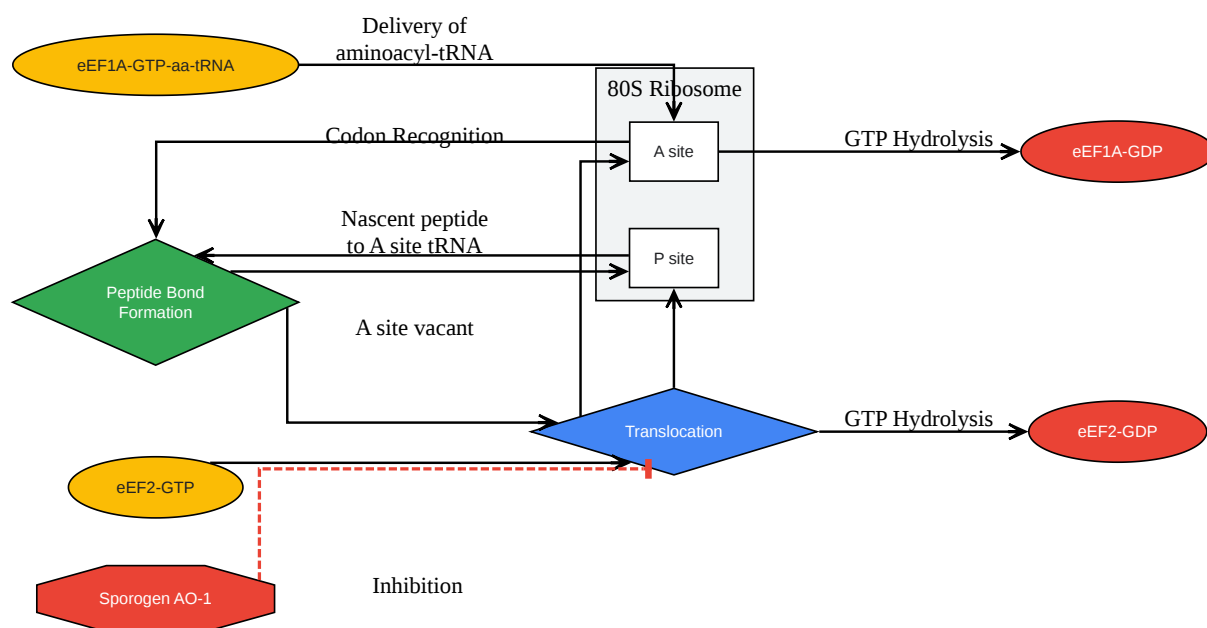 Delivery of
aminoacyl-tRNA
eEF1A-GTP-aa-tRNA
80S Ribosome
Codon Recognition
A site
GTP Hydrolysis
eEF1A-GDP
Nascent peptide
to A site tRNA
P site
Peptide Bond
Formation
A site vacant
Translocation
GTP Hydrolysis
eEF2-GDP
eEF2-GTP
Inhibition
Sporogen AO-1